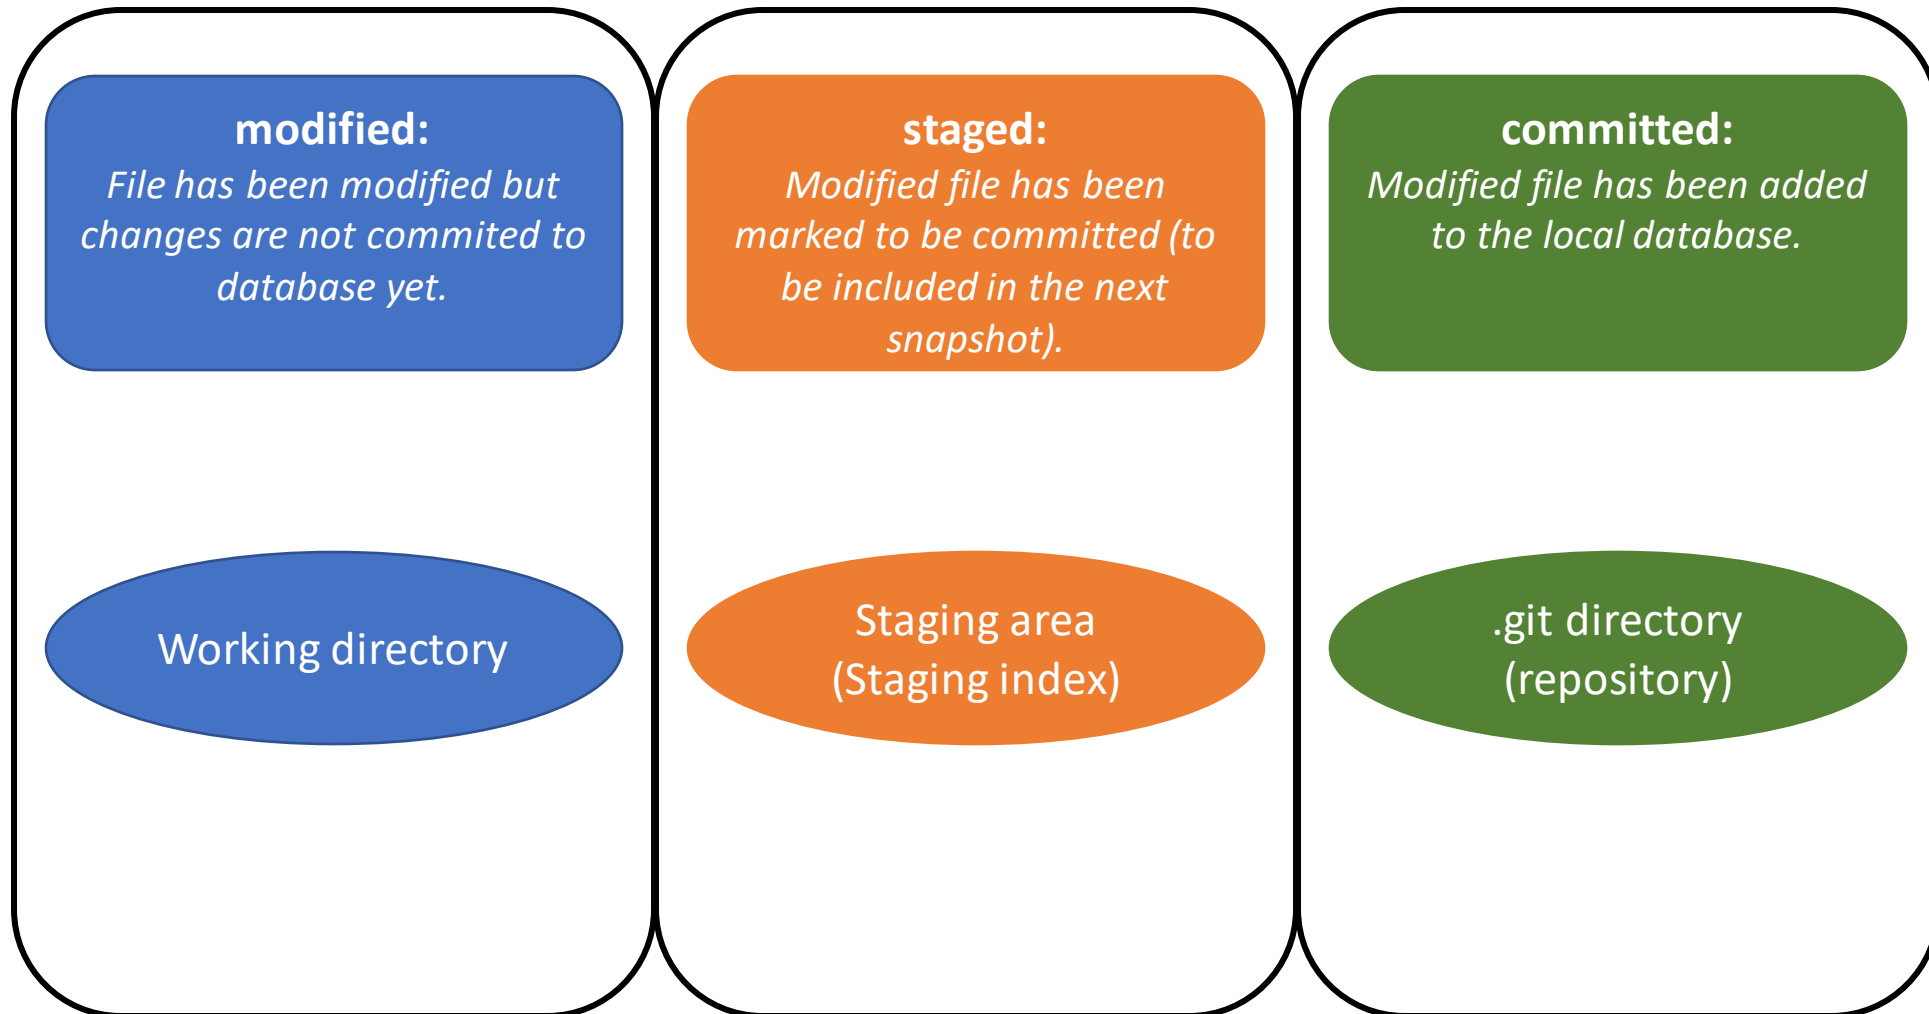 modified:
File has been modified but
changes are not commited to
database yet.
staged:
Modified file has been
marked to be committed (to
be included in the next
snapshot).
committed:
Modified file has been added
to the local database.
Working directory
Staging area
(Staging index)
.git directory
(repository)